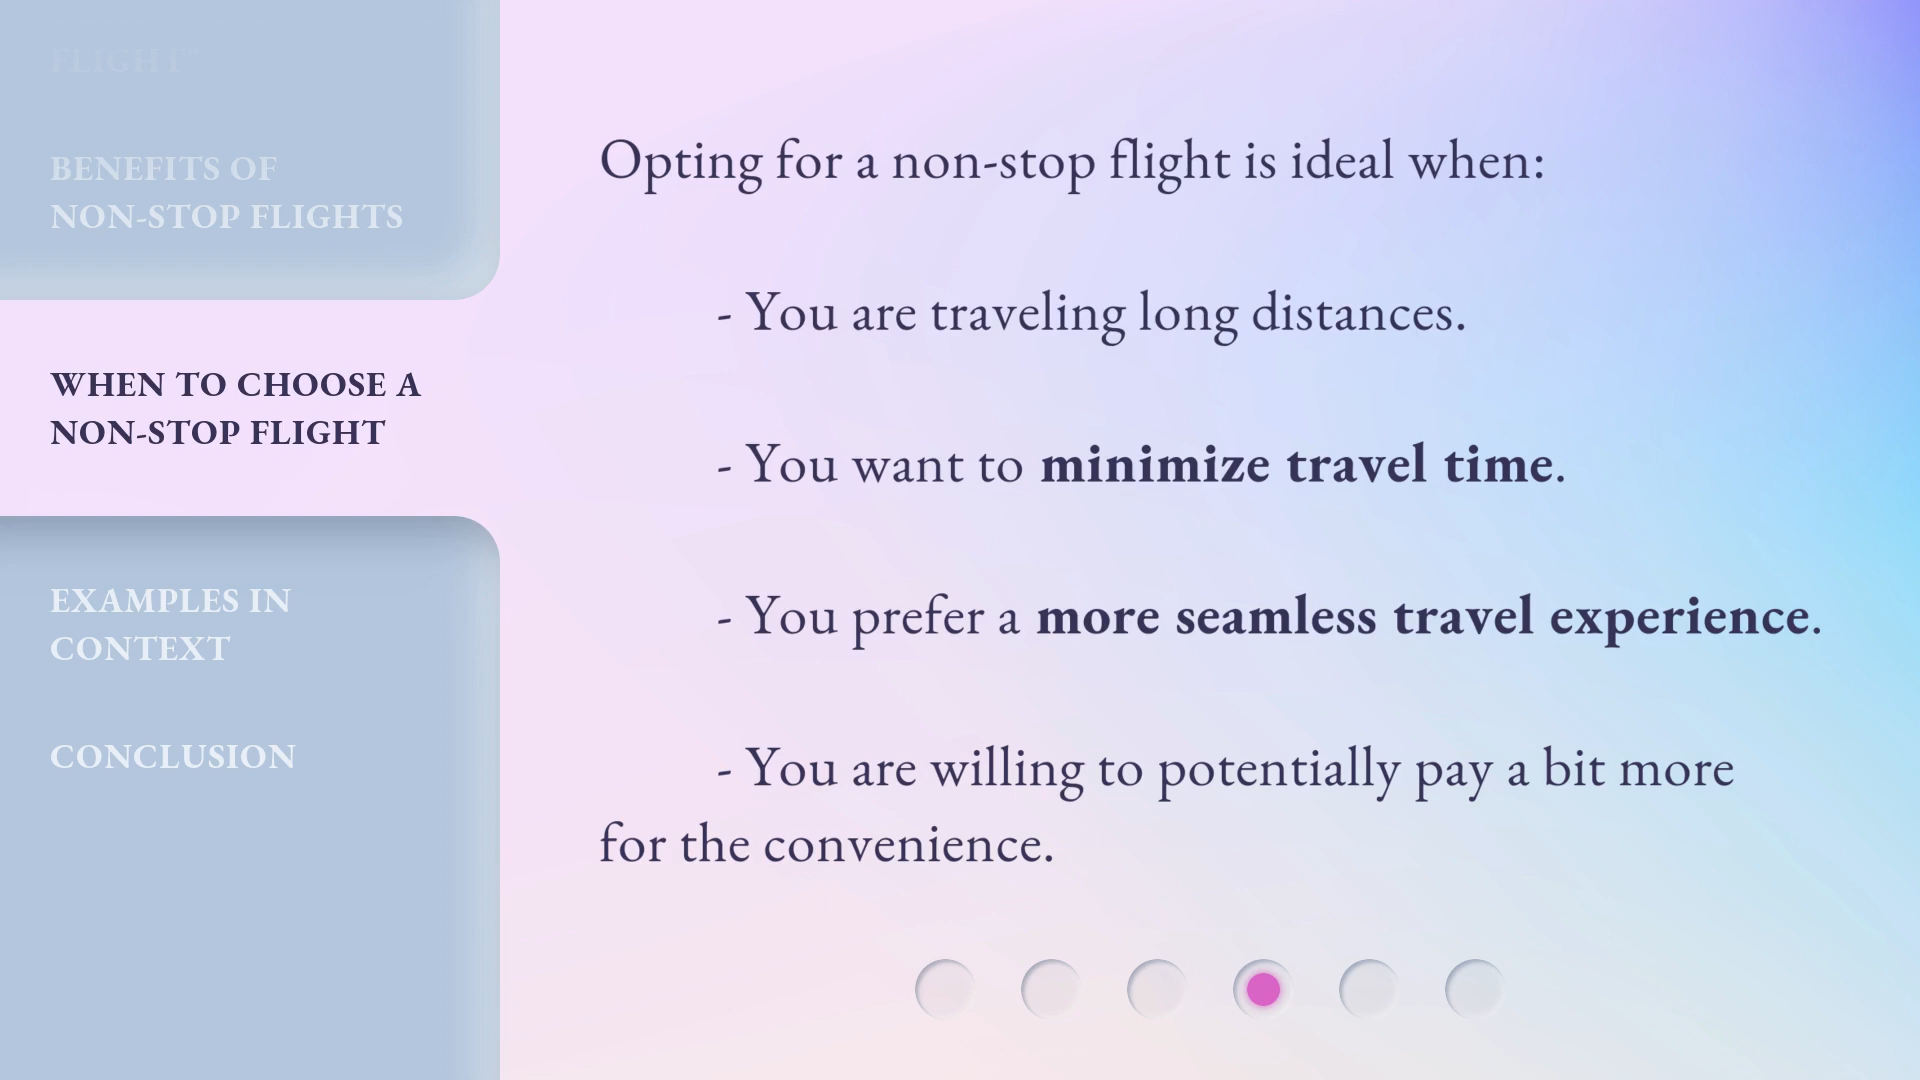 FLIGHT"
BENEFITS OF
NON-STOP FLIGHTS
WHEN TO CHOOSE A
NON-STOP FLIGHT
EXAMPLES IN
CONTEXT
CONCLUSION
Opting for a non-stop flight is ideal when:
- You are traveling long distances.
- You want to minimize travel time.
- You prefer a more seamless travel experience.
- You are willing to potentially pay a bit more
for the convenience.